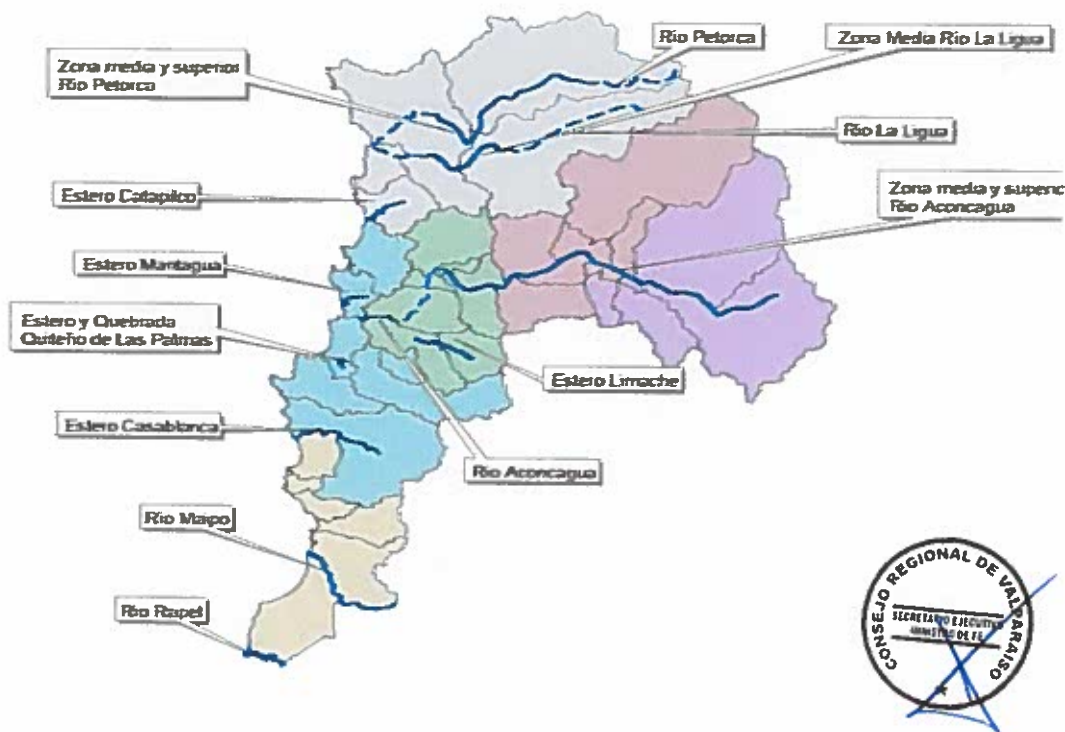 Río Petorca
Zona Media Río La Ligua
Zona media y superior
Río Petorca
Río La Ligua
Estero Catapilco
Zona media y superio
Río Aconcagua
Estero Mantagua
Estero y Quebrada
Quiteño de Las Palmas
Estero Limache
Estero Casablanca
Río Aconcagua
Río Maipo
Río Rapel
CONSEJO REGIONAL DE VALPARAISO
SECRETARIO EJECUTIVO
MINISTRO DE FE